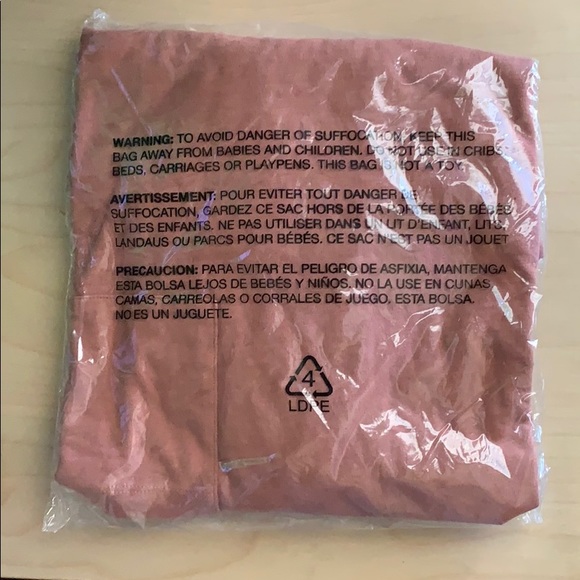 WARNING: TO AVOID DANGER OF SUFFOCATION, KEEP THIS
BAG AWAY FROM BABIES AND CHILDREN. DO NOT USE IN CRIBS
BEDS, CARRIAGES OR PLAYPENS. THIS BAG IS NOT A TOY.
AVERTISSEMENT: POUR EVITER TOUT DANGER DE
SUFFOCATION, GARDEZ CE SAC HORS DE LA PORTÉE DES BÉBÉS
ET DES ENFANTS. NE PAS UTILISER DANS UN UT D'ENFANT, LITS,
LANDAUS OU PARCS POUR BÉBÉS. CE SAC N'EST PAS UN JOUET
PRECAUCION: PARA EVITAR EL PELIGRO DE ASFIXIA, MANTENGA
ESTA BOLSA LEJOS DE BEBÉS Y NIÑOS. NO LA USE EN CUNAS
CAMAS, CARREOLAS O CORRALES DE JUEGO, ESTA BOLSA.
NO ES UN JUGUETE.
4
LDPE